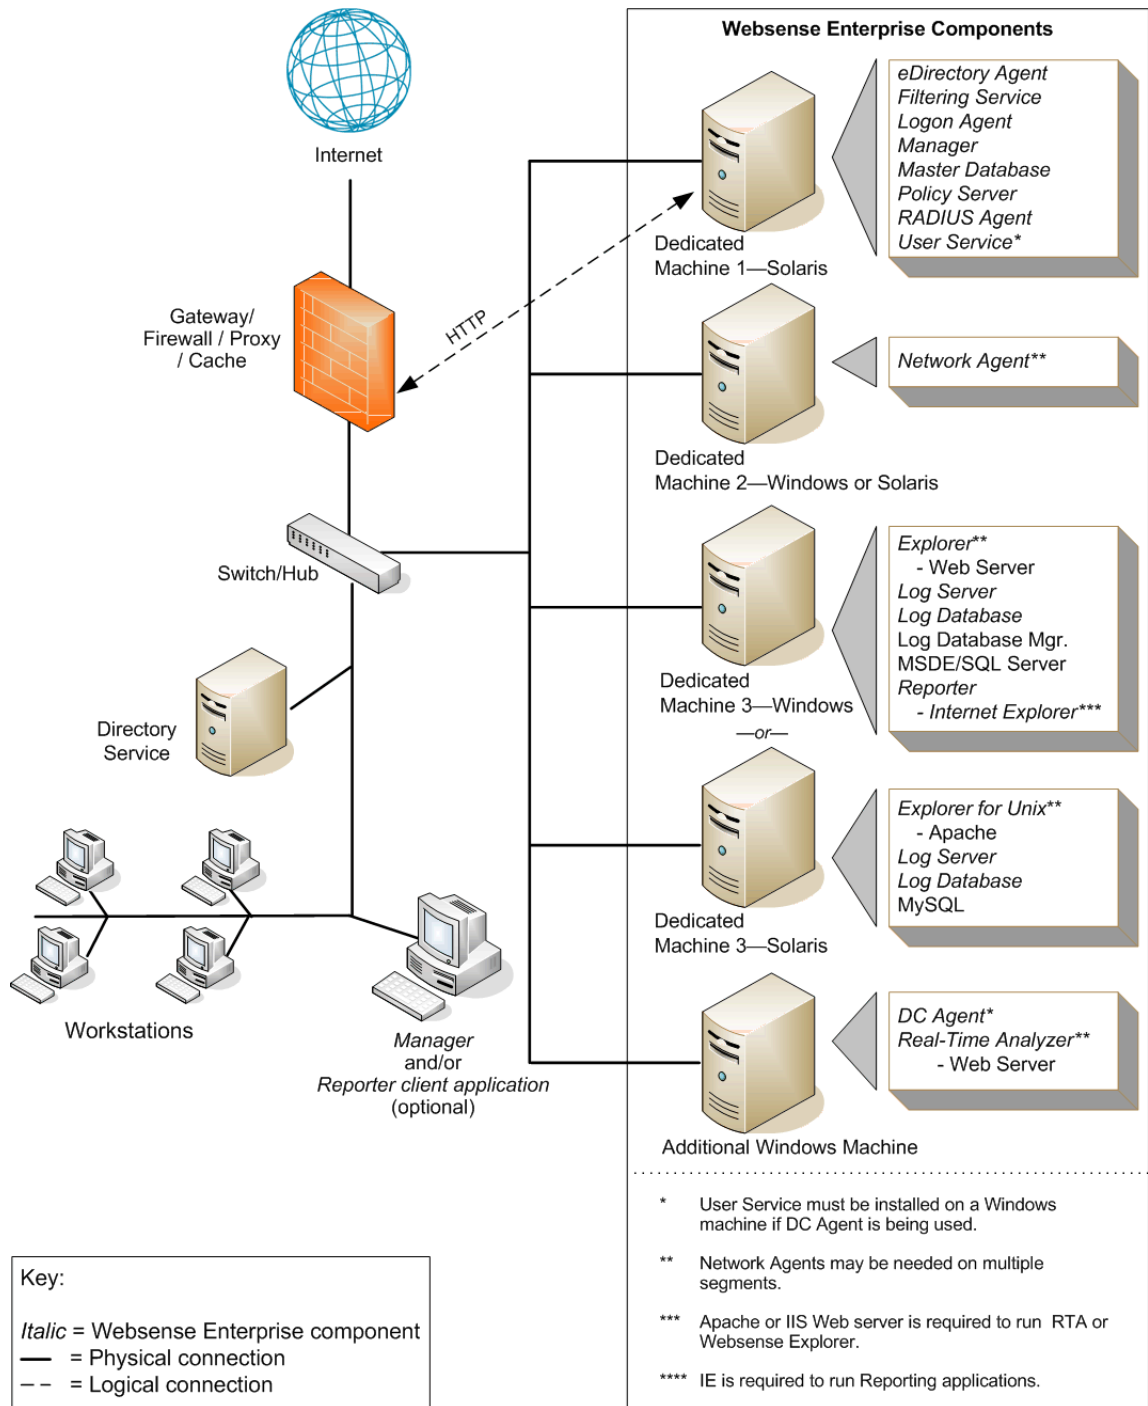 Websense Enterprise Components
Internet
Gateway/
Firewall / Proxy
/ Cache
HTTP
Switch/Hub
Directory
Service
Workstations
Manager
and/or
Reporter client application
(optional)
Dedicated
Machine 1—Solaris
eDirectory Agent
Filtering Service
Logon Agent
Manager
Master Database
Policy Server
RADIUS Agent
User Service*
Dedicated
Machine 2—Windows or Solaris
Network Agent**
Dedicated
Machine 3—Windows
—or—
Explorer**
- Web Server
Log Server
Log Database
Log Database Mgr.
MSDE/SQL Server
Reporter
- Internet Explorer***
Dedicated
Machine 3—Solaris
Explorer for Unix**
- Apache
Log Server
Log Database
MySQL
Additional Windows Machine
DC Agent*
Real-Time Analyzer**
- Web Server
* User Service must be installed on a Windows
machine if DC Agent is being used.
** Network Agents may be needed on multiple
segments.
*** Apache or IIS Web server is required to run RTA or
Websense Explorer.
**** IE is required to run Reporting applications.
Key:
Italic = Websense Enterprise component
= Physical connection
= Logical connection